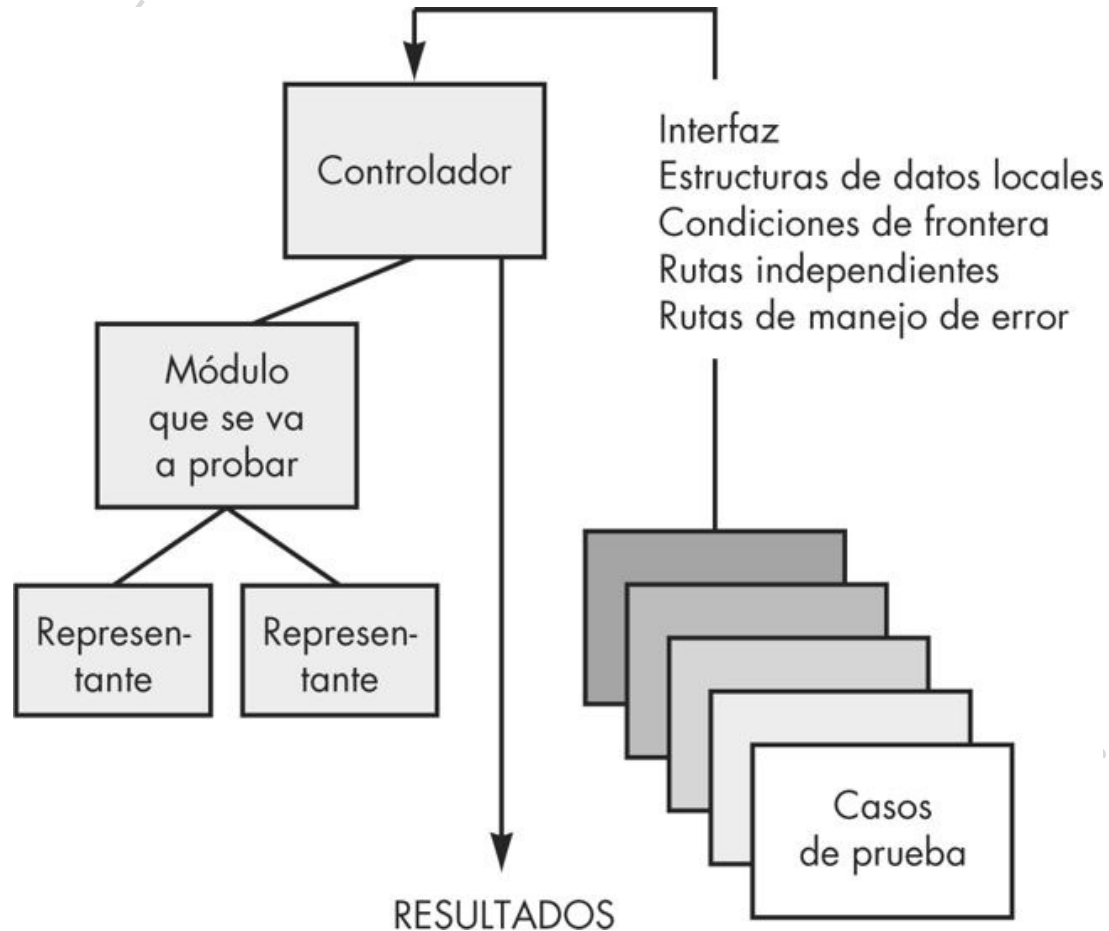 Controlador
Interfaz
Estructuras de datos locales
Condiciones de frontera
Rutas independientes
Rutas de manejo de error
Módulo
que se va
a probar
Represen-
tante
Represen-
tante
Casos
de prueba
RESULTADOS